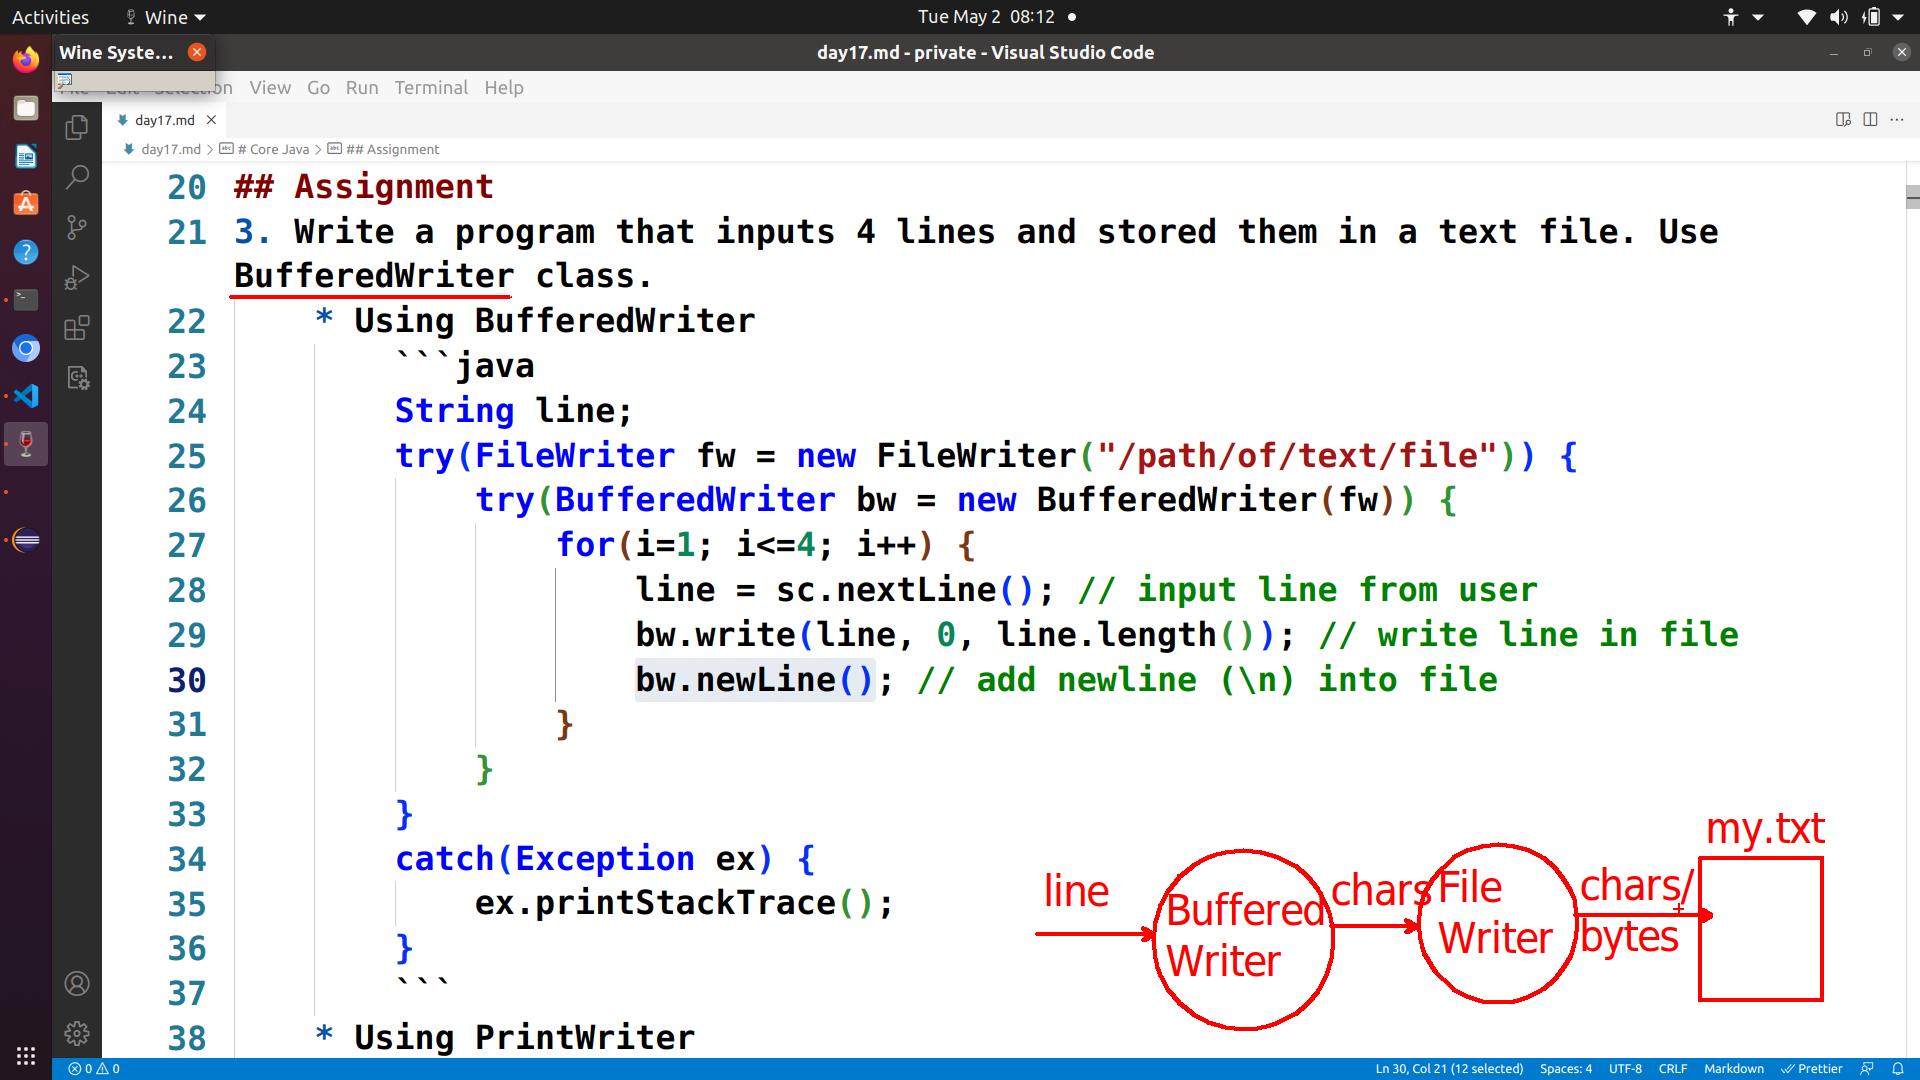 Activities
Wine
Tue May 2 08:12
Wine Syste...
day17.md - private - Visual Studio Code
Selection View Go Run Terminal Help
day17.md
day17.md > # Core Java > ## Assignment
20 ## Assignment
21 3. Write a program that inputs 4 lines and stored them in a text file. Use
BufferedWriter class.
22 * Using BufferedWriter
23 ```java
24 String line;
25 try(FileWriter fw = new FileWriter("/path/of/text/file")) {
26 try(BufferedWriter bw = new BufferedWriter(fw)) {
27 for(i=1; i<=4; i++) {
28 line = sc.nextLine(); // input line from user
29 bw.write(line, 0, line.length()); // write line in file
30 bw.newLine(); // add newline (\n) into file
31 }
32 }
33 }
34 catch(Exception ex) {
35 ex.printStackTrace();
36 }
37 ```
38 * Using PrintWriter
line
Buffered
Writer
chars
File
Writer
chars/
bytes
my.txt
0 0
Ln 30, Col 21 (12 selected) Spaces: 4 UTF-8 CRLF Markdown Prettier